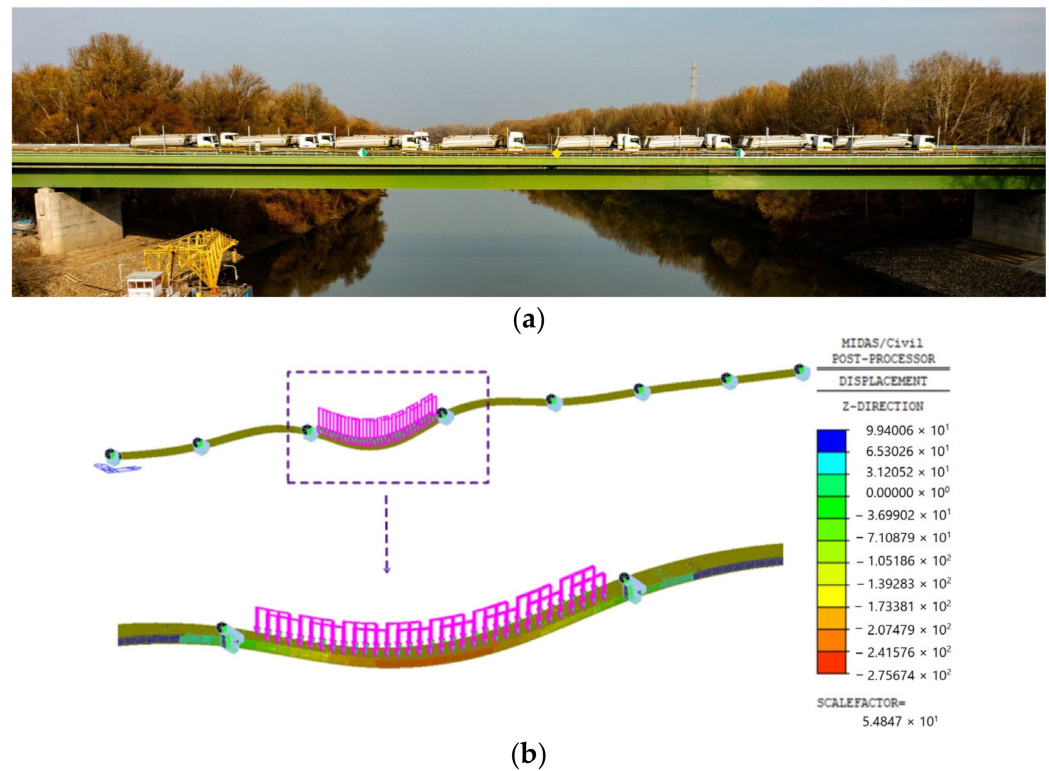 (a)
MIDAS/Civil
POST-PROCESSOR
DISPLACEMENT
Z-DIRECTION
9.94006 × 10¹
6.53026 × 10¹
3.12052 × 10¹
0.00000 × 10⁰
− 3.69902 × 10¹
− 7.10879 × 10¹
− 1.05186 × 10²
− 1.39283 × 10²
− 1.73381 × 10²
− 2.07479 × 10²
− 2.41576 × 10²
− 2.75674 × 10²
SCALEFACTOR=
5.4847 × 10¹
(b)